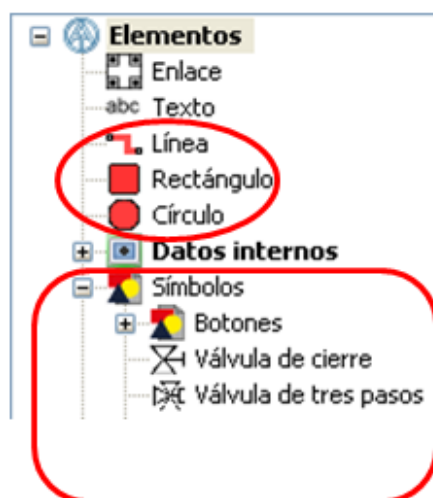 Elementos
Enlace
abc Texto
Línea
Rectángulo
Círculo
Datos internos
Símbolos
Botones
Válvula de cierre
Válvula de tres pasos